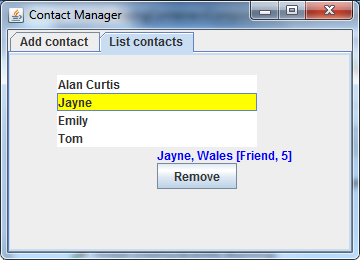 Contact Manager
Add contact List contacts
Alan Curtis
Jayne
Emily
Tom
Jayne, Wales [Friend, 5]
Remove